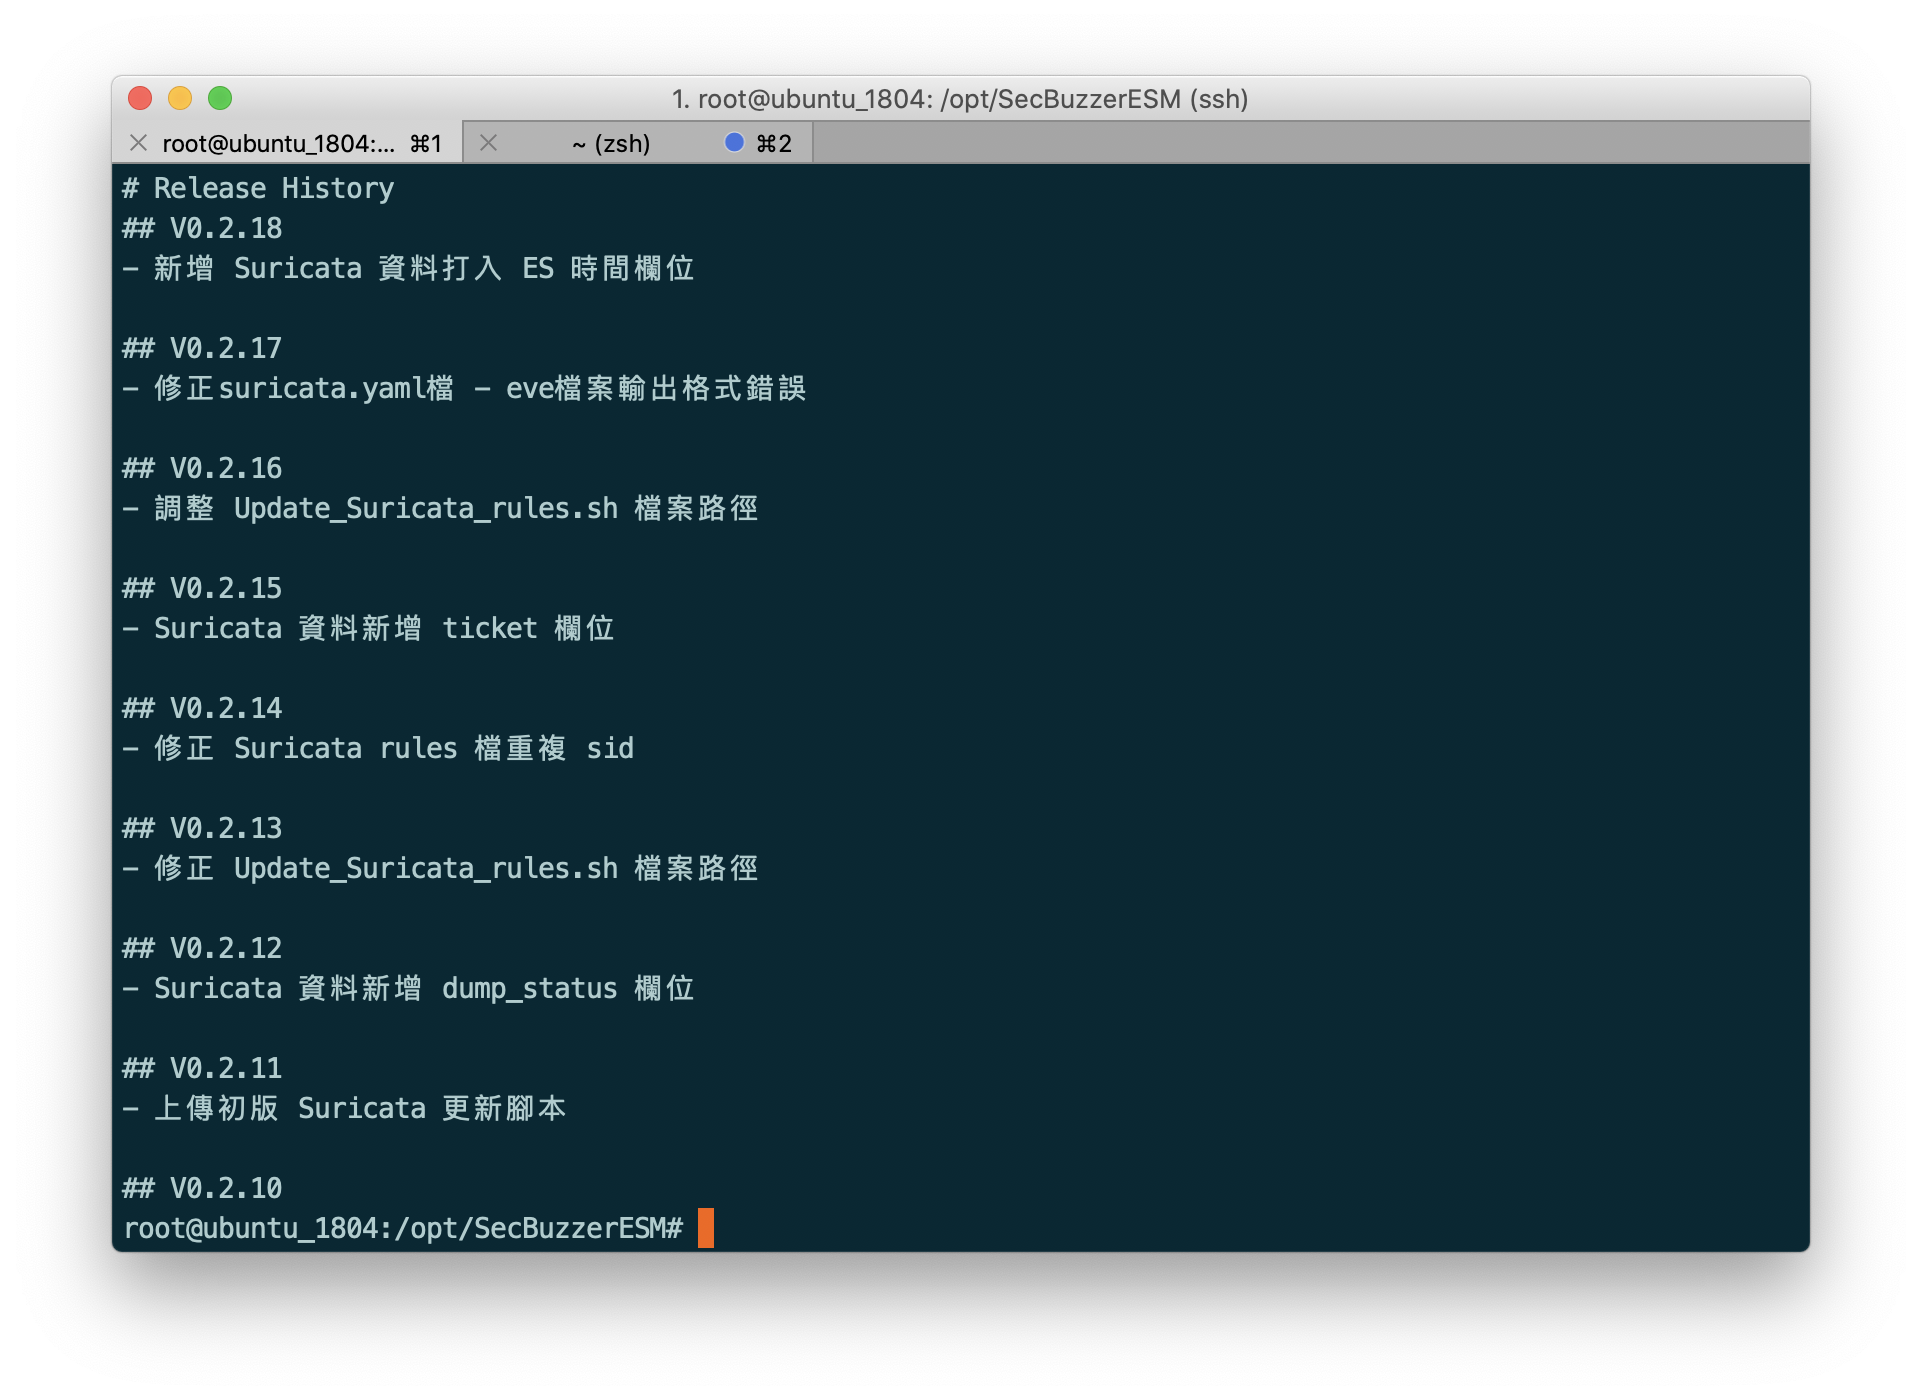 1. root@ubuntu_1804: /opt/SecBuzzerESM (ssh)
root@ubuntu_1804:... ⌘1 ~ (zsh) ⌘2
# Release History
## V0.2.18
- 新增 Suricata 資料打入 ES 時間欄位
## V0.2.17
- 修正suricata.yaml檔 - eve檔案輸出格式錯誤
## V0.2.16
- 調整 Update_Suricata_rules.sh 檔案路徑
## V0.2.15
- Suricata 資料新增 ticket 欄位
## V0.2.14
- 修正 Suricata rules 檔重複 sid
## V0.2.13
- 修正 Update_Suricata_rules.sh 檔案路徑
## V0.2.12
- Suricata 資料新增 dump_status 欄位
## V0.2.11
- 上傳初版 Suricata 更新腳本
## V0.2.10
root@ubuntu_1804:/opt/SecBuzzerESM#